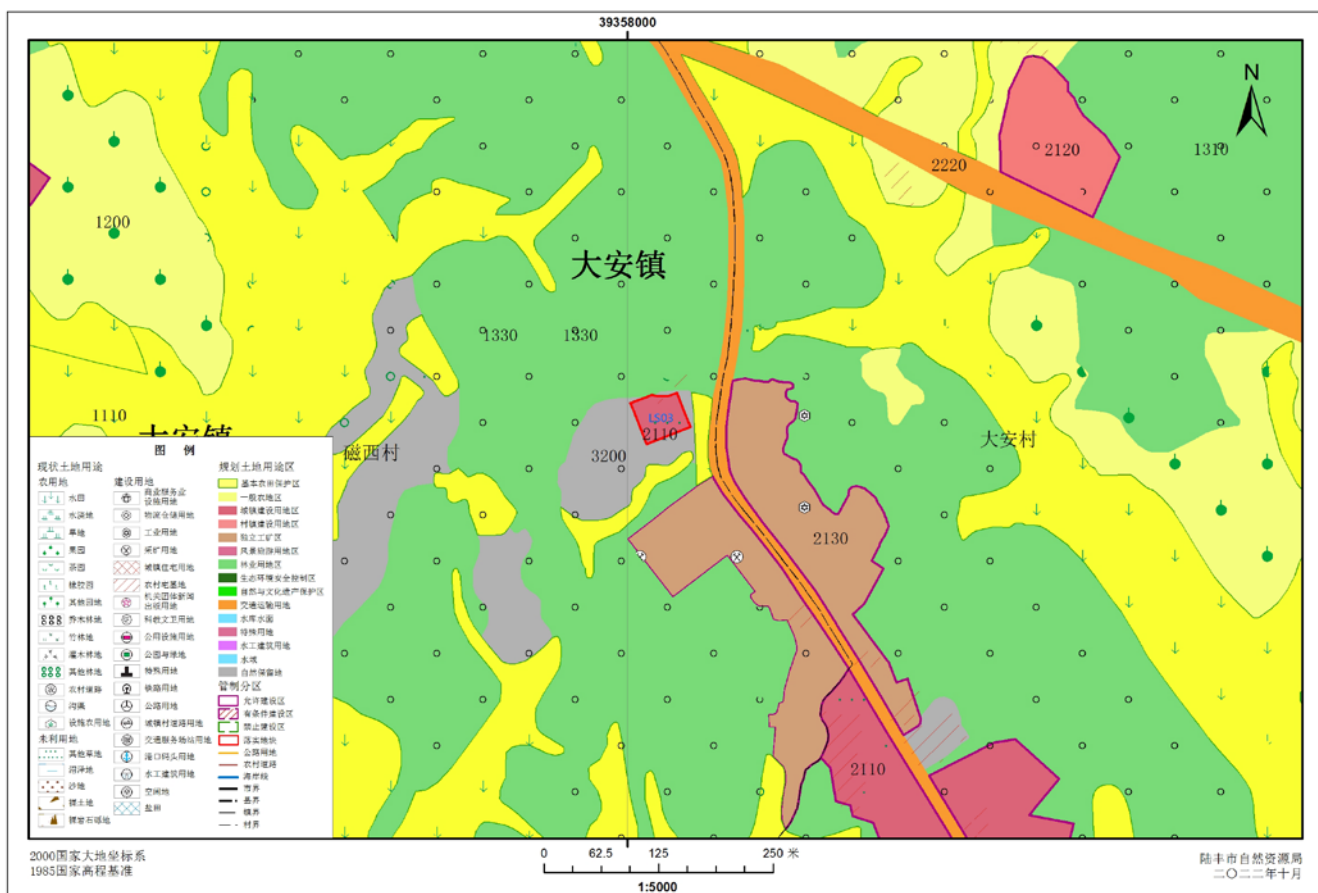 39358000
N
2220
2120
1310
1200
大安镇
1330
1330
1110
大安镇
磁西村
LS03
2110
3200
大安村
2130
2110
图 例
现状土地用途
农用地
水田
水浇地
旱地
果园
茶园
橡胶园
其他园地
乔木林地
竹林地
灌木林地
其他林地
农村道路
沟渠
设施农用地
未利用地
其他草地
沼泽地
沙地
裸土地
裸岩石砾地
建设用地
商业服务业
设施用地
物流仓储用地
工业用地
采矿用地
城镇住宅用地
农村宅基地
机关团体新闻
出版用地
科教文卫用地
公用设施用地
公园与绿地
特殊用地
铁路用地
公路用地
城镇村道路用地
交通服务场站用地
港口码头用地
水工建筑用地
空闲地
盐田
规划土地用途区
基本农田保护区
一般农地区
城镇建设用地区
村镇建设用地区
独立工矿区
风景旅游用地区
林业用地区
生态环境安全控制区
自然与文化遗产保护区
交通运输用地
水库水面
特殊用地
水工建筑用地
水域
自然保留地
管制分区
允许建设区
有条件建设区
禁止建设区
落实地块
公路用地
农村道路
海岸线
市界
县界
镇界
村界
2000国家大地坐标系
1985国家高程基准
0 62.5 125 250 米
1:5000
陆丰市自然资源局
二〇二二年十月